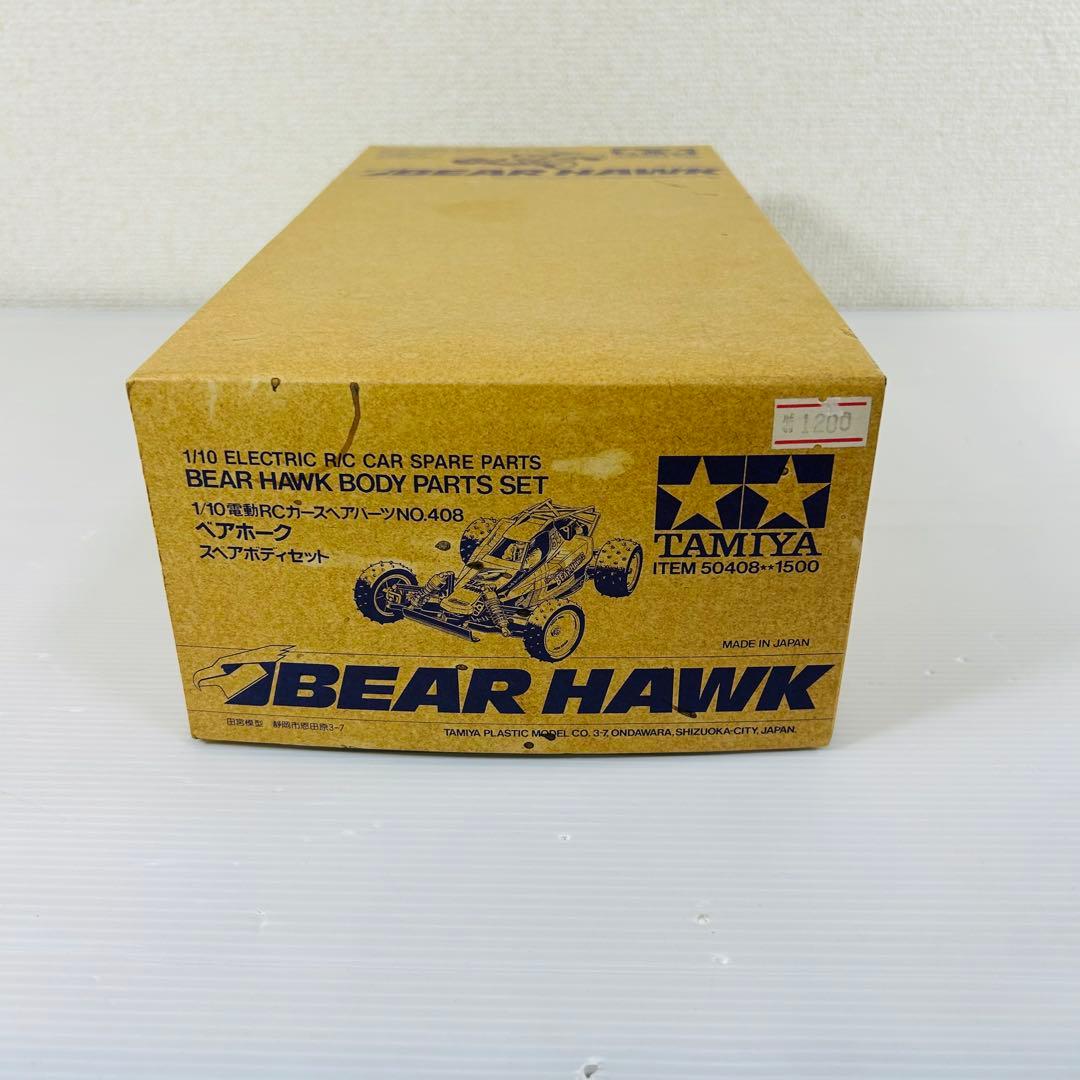 BEAR HAWK
1200
1/10 ELECTRIC R/C CAR SPARE PARTS
BEAR HAWK BODY PARTS SET
1/10電動RCカースペアパーツNO.408
ベアホーク
スペアボディセット
TAMIYA
ITEM 50408**1500
MADE IN JAPAN
BEAR HAWK
田宮模型 静岡市恩田原3-7
TAMIYA PLASTIC MODEL CO. 3-7, ONDAWARA, SHIZUOKA-CITY, JAPAN.